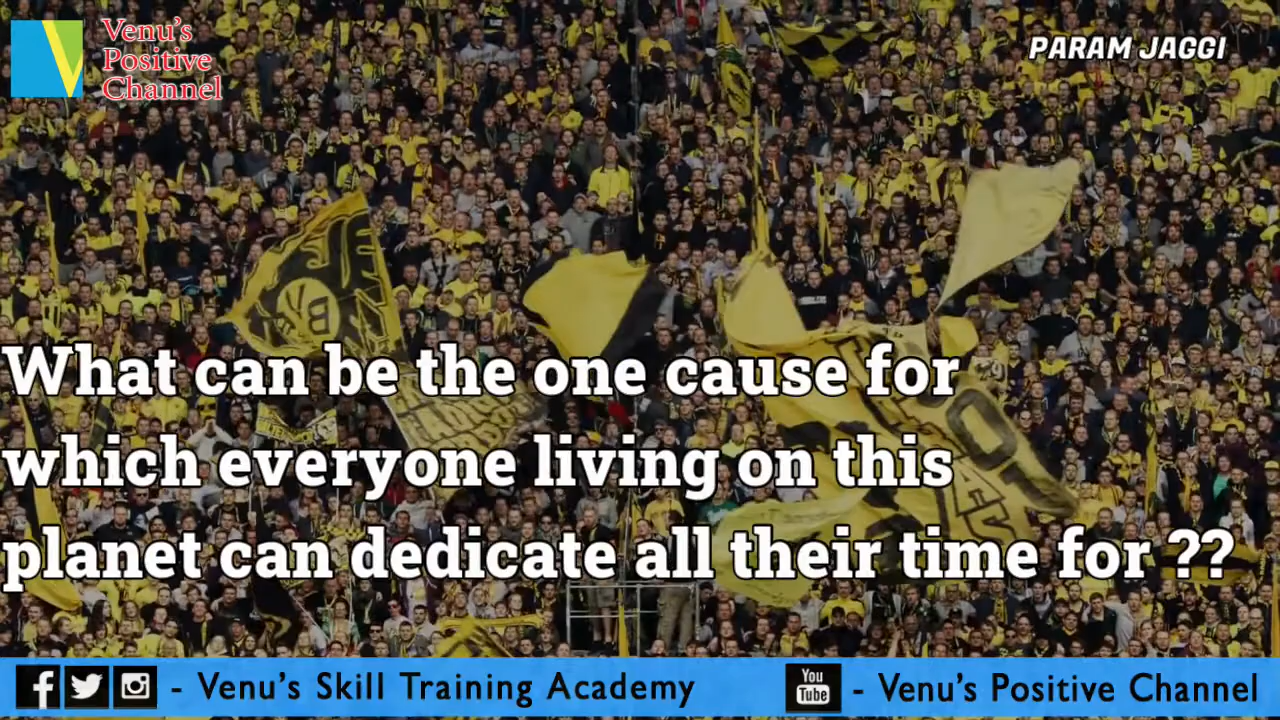 Venu's
Positive
Channel
PARAM JAGGI
What can be the one cause for
which everyone living on this
planet can dedicate all their time for ??
- Venu's Skill Training Academy
You
Tube
- Venu's Positive Channel